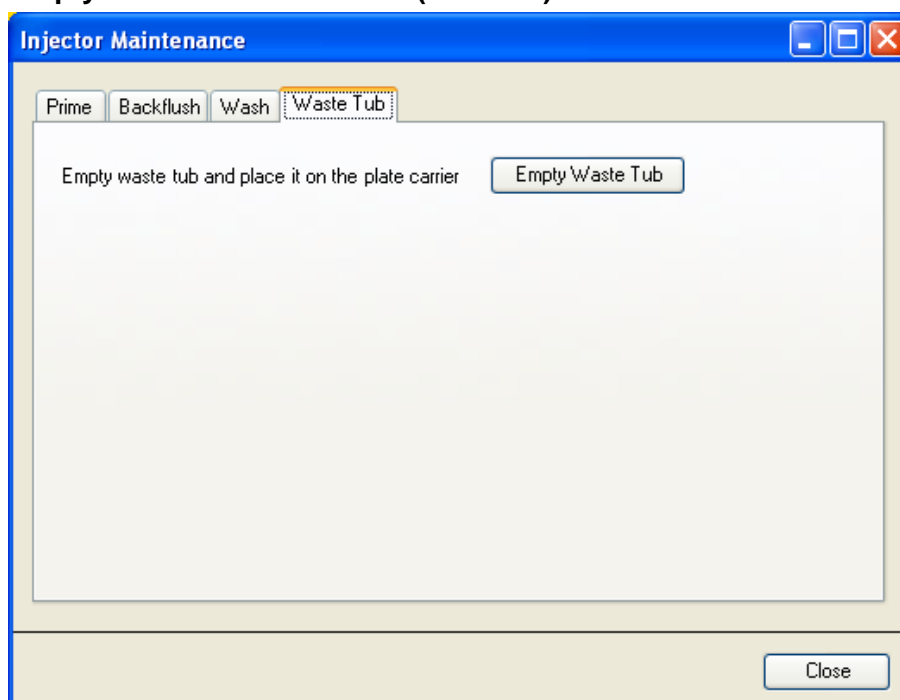 Injector Maintenance
Prime Backflush Wash Waste Tub
Empty waste tub and place it on the plate carrier Empty Waste Tub
Close